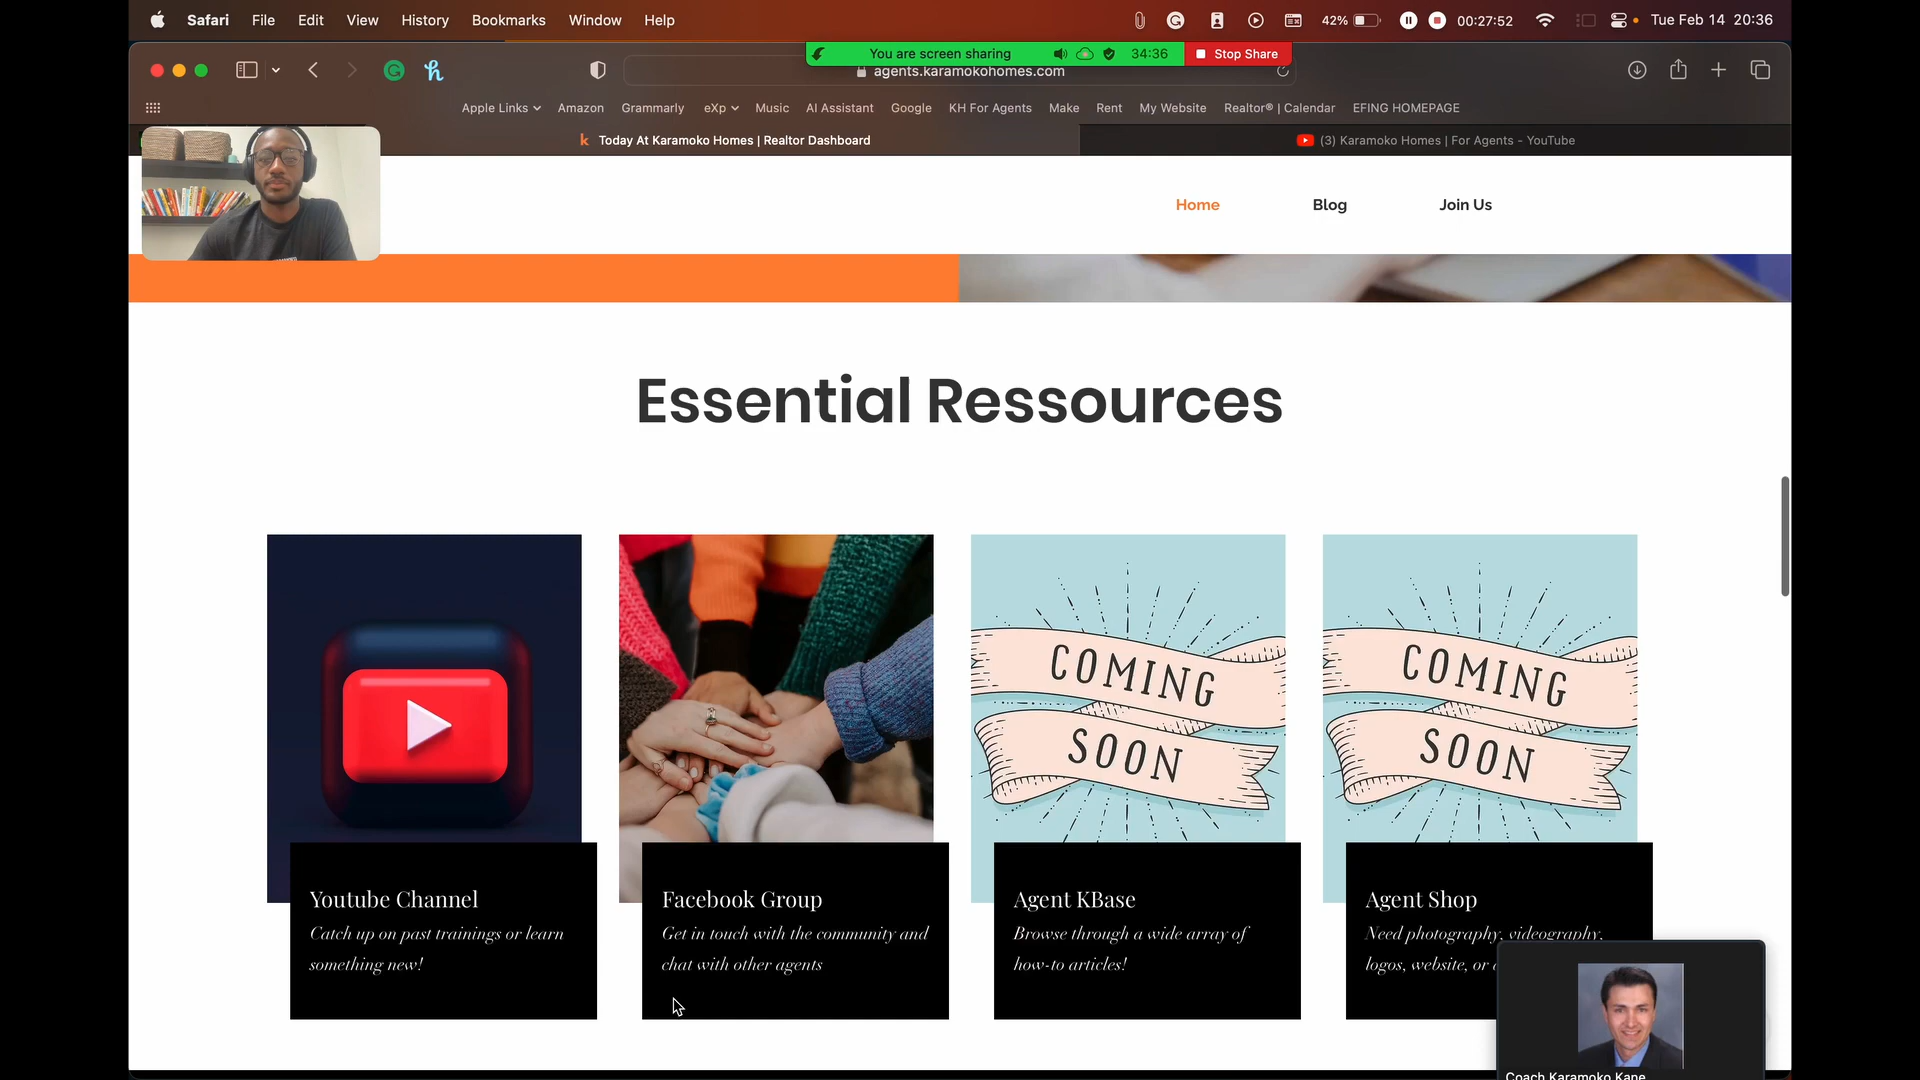 Safari File Edit View History Bookmarks Window Help 42% 00:27:52 Tue Feb 14 20:36
You are screen sharing 34:36 Stop Share
agents.karamokohomes.com
Apple Links Amazon Grammarly eXp Music AI Assistant Google KH For Agents Make Rent My Website Realtor® | Calendar EFING HOMEPAGE
k Today At Karamoko Homes | Realtor Dashboard (3) Karamoko Homes | For Agents - YouTube
Home Blog Join Us
Essential Ressources
COMING
SOON
COMING
SOON
Youtube Channel
Catch up on past trainings or learn
something new!
Facebook Group
Get in touch with the community and
chat with other agents
Agent KBase
Browse through a wide array of
how-to articles!
Agent Shop
Need photography, videography,
logos, website, or
Coach Karamoko Kane